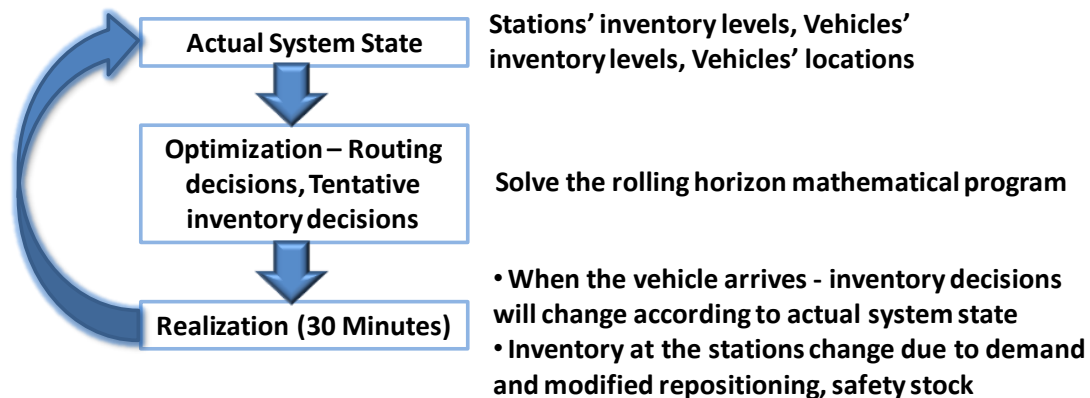 Actual System State
Stations' inventory levels, Vehicles'
inventory levels, Vehicles' locations
Optimization – Routing
decisions, Tentative
inventory decisions
Solve the rolling horizon mathematical program
Realization (30 Minutes)
• When the vehicle arrives - inventory decisions
will change according to actual system state
• Inventory at the stations change due to demand
and modified repositioning, safety stock